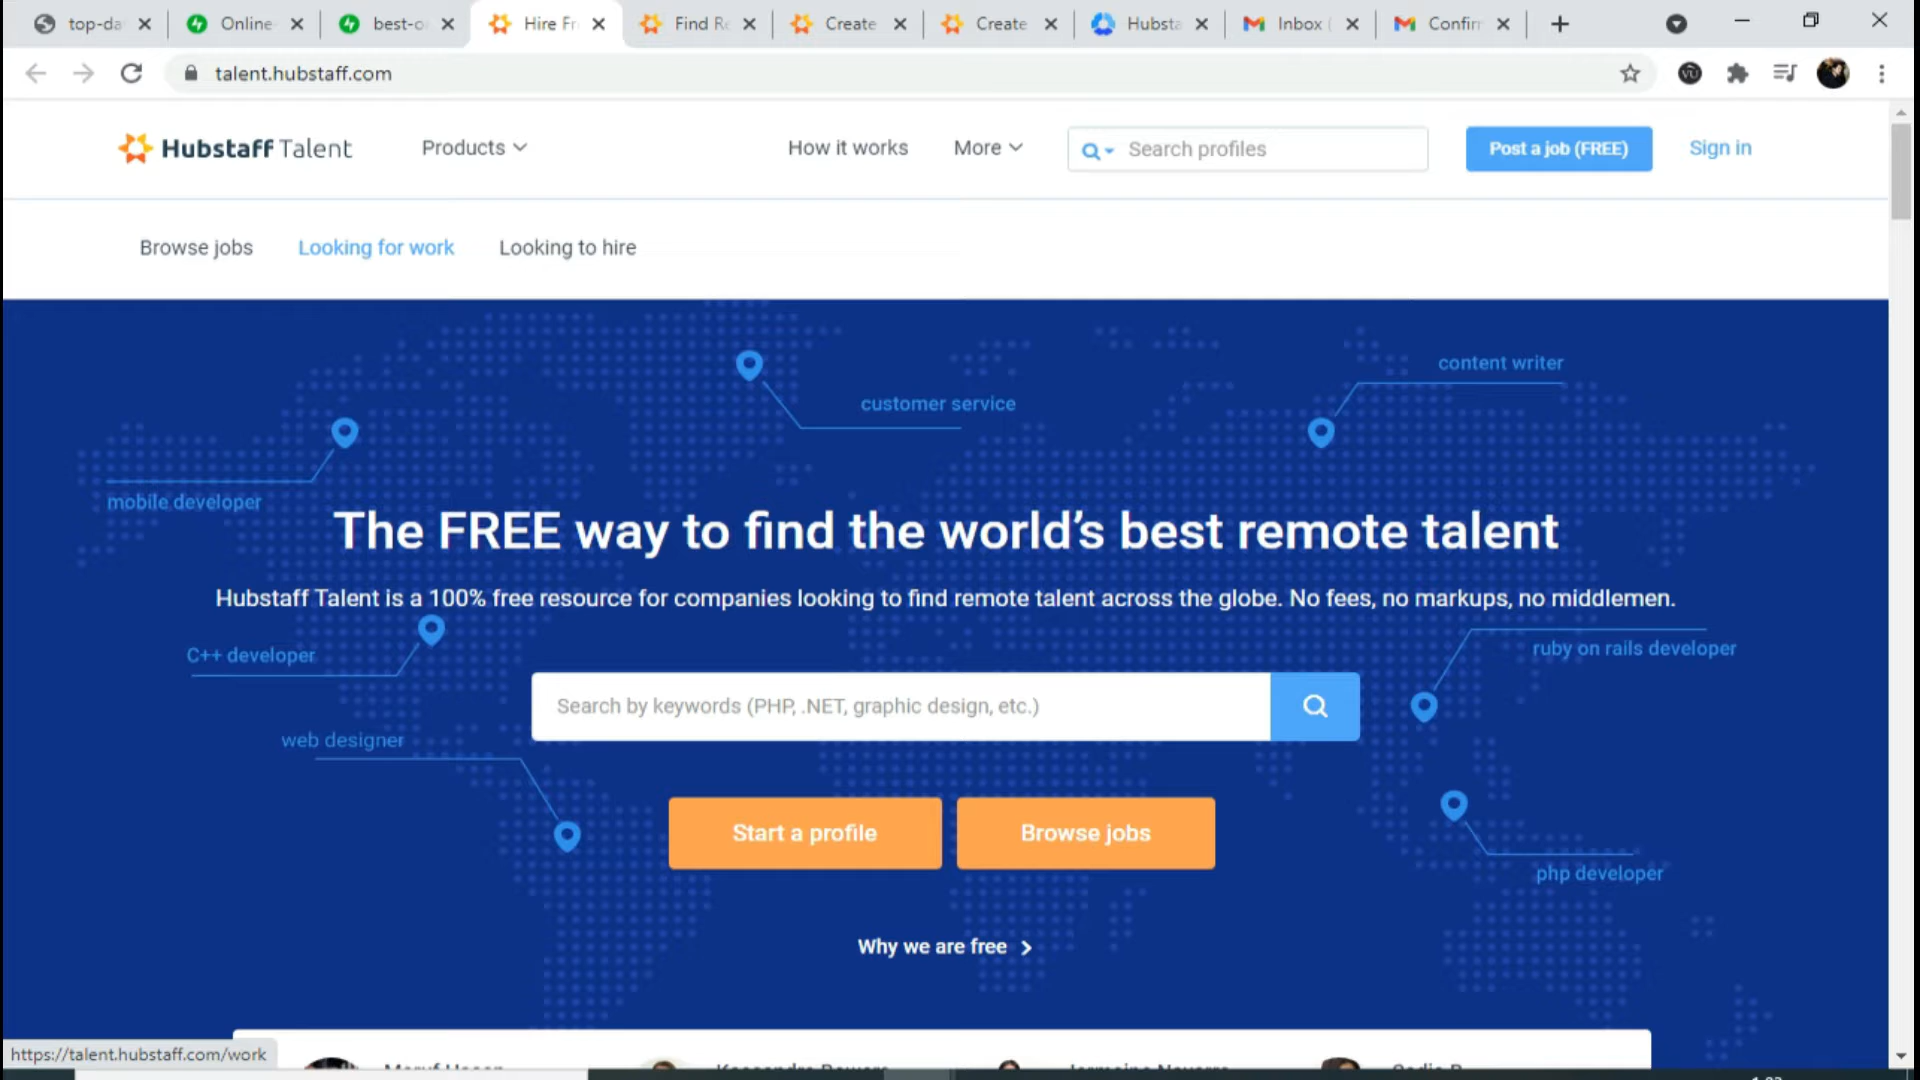 top-da
Online-
best-o
Hire Fr
Find Re
Create
Create
Hubsta
Inbox (
Confir
talent.hubstaff.com
Hubstaff Talent
Products
How it works
More
Search profiles
Post a job (FREE)
Sign in
Browse jobs
Looking for work
Looking to hire
content writer
customer service
mobile developer
The FREE way to find the world's best remote talent
Hubstaff Talent is a 100% free resource for companies looking to find remote talent across the globe. No fees, no markups, no middlemen.
C++ developer
ruby on rails developer
Search by keywords (PHP, .NET, graphic design, etc.)
web designer
Start a profile
Browse jobs
php developer
Why we are free
https://talent.hubstaff.com/work